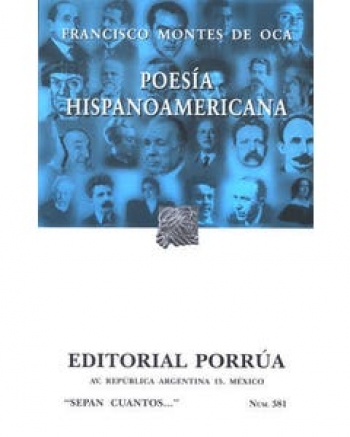 FRANCISCO MONTES DE OCA
POESÍA
HISPANOAMERICANA
EDITORIAL PORRÚA
AV. REPÚBLICA ARGENTINA 15. MÉXICO
"SEPAN CUANTOS..." NÚM. 381